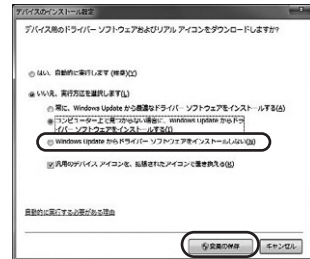 デバイスのインストール設定
デバイス用のドライバー ソフトウェアおよびリアル アイコンをダウンロードしますか?
はい、自動的に実行します (推奨)(Y)
いいえ、実行方法を選択します(L)
常に、Windows Update から最適なドライバー ソフトウェアをインストールする(A)
コンピューター上で見つからない場合に、Windows Update からドラ
イバー ソフトウェアをインストールする(I)
Windows Update からドライバー ソフトウェアをインストールしない(N)
汎用のデバイス アイコンを、拡張されたアイコンで置き換える(R)
自動的に実行する必要がある理由
変更の保存 キャンセル